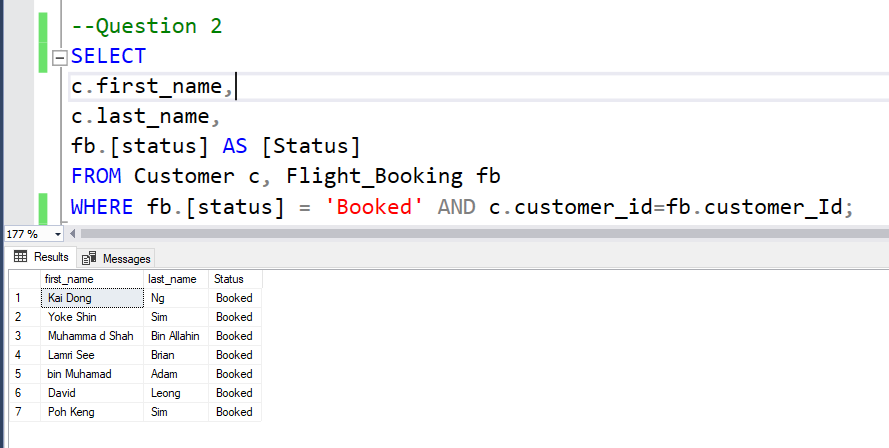 --Question 2
SELECT
c.first_name,
c.last_name,
fb.[status] AS [Status]
FROM Customer c, Flight_Booking fb
WHERE fb.[status] = 'Booked' AND c.customer_id=fb.customer_Id;
177 %
Results Messages
first_name last_name Status
1 Kai Dong Ng Booked
2 Yoke Shin Sim Booked
3 Muhamma d Shah Bin Allahin Booked
4 Lamri See Brian Booked
5 bin Muhamad Adam Booked
6 David Leong Booked
7 Poh Keng Sim Booked